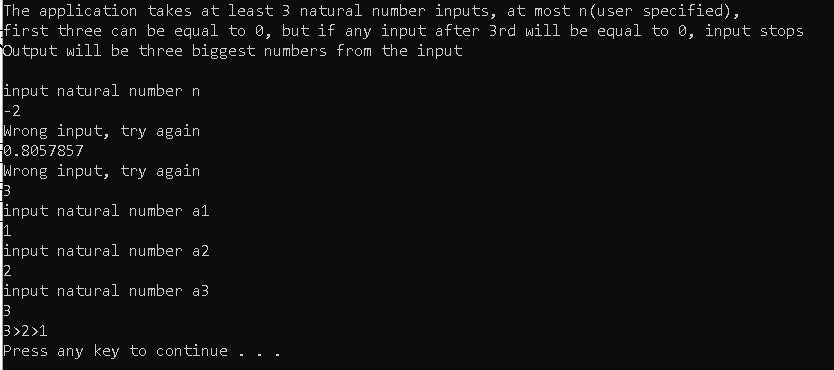 The application takes at least 3 natural number inputs, at most n(user specified),
first three can be equal to 0, but if any input after 3rd will be equal to 0, input stops
Output will be three biggest numbers from the input
input natural number n
-2
Wrong input, try again
0.8057857
Wrong input, try again
3
input natural number a1
1
input natural number a2
2
input natural number a3
3
3>2>1
Press any key to continue . . .